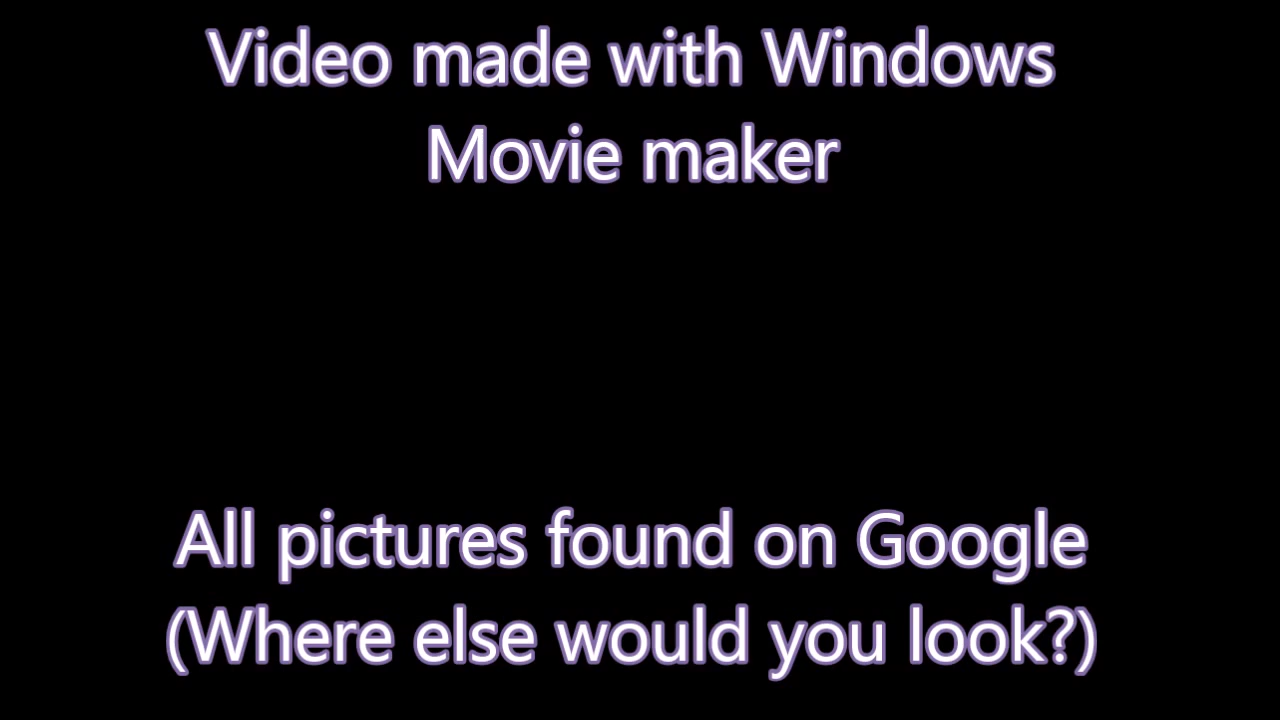 Video made with Windows
Movie maker
All pictures found on Google
(Where else would you look?)